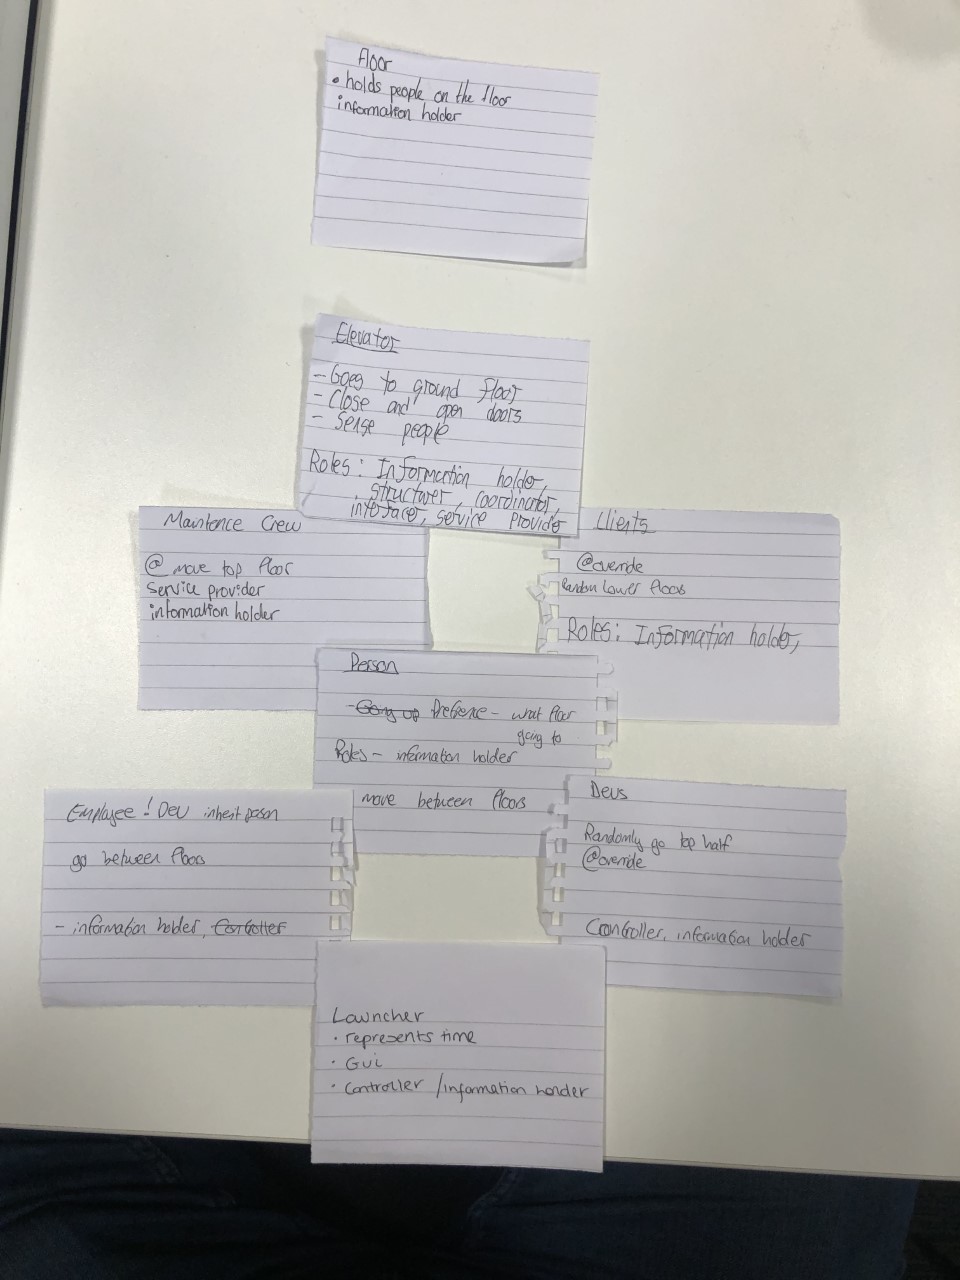 Floor
• holds people on the floor
information holder
Elevator
- Goes to ground floor
- Close and open doors
- Sense people
Roles: Information holder,
structurer, coordinator,
interfacer, service provider
Maintence Crew
@ move top floor
service provider
information holder
Clients
@override
Random lower floors
Roles: Information holder,
Person
- Going up Prefrence - what floor
going to
Roles - information holder
move between floors
Employee ! Dev inherit person
go between floors
- information holder, Controller
Devs
Randomly go top half
@override
Controller, information holder
Launcher
• represents time
• GUI
• Controller / information holder